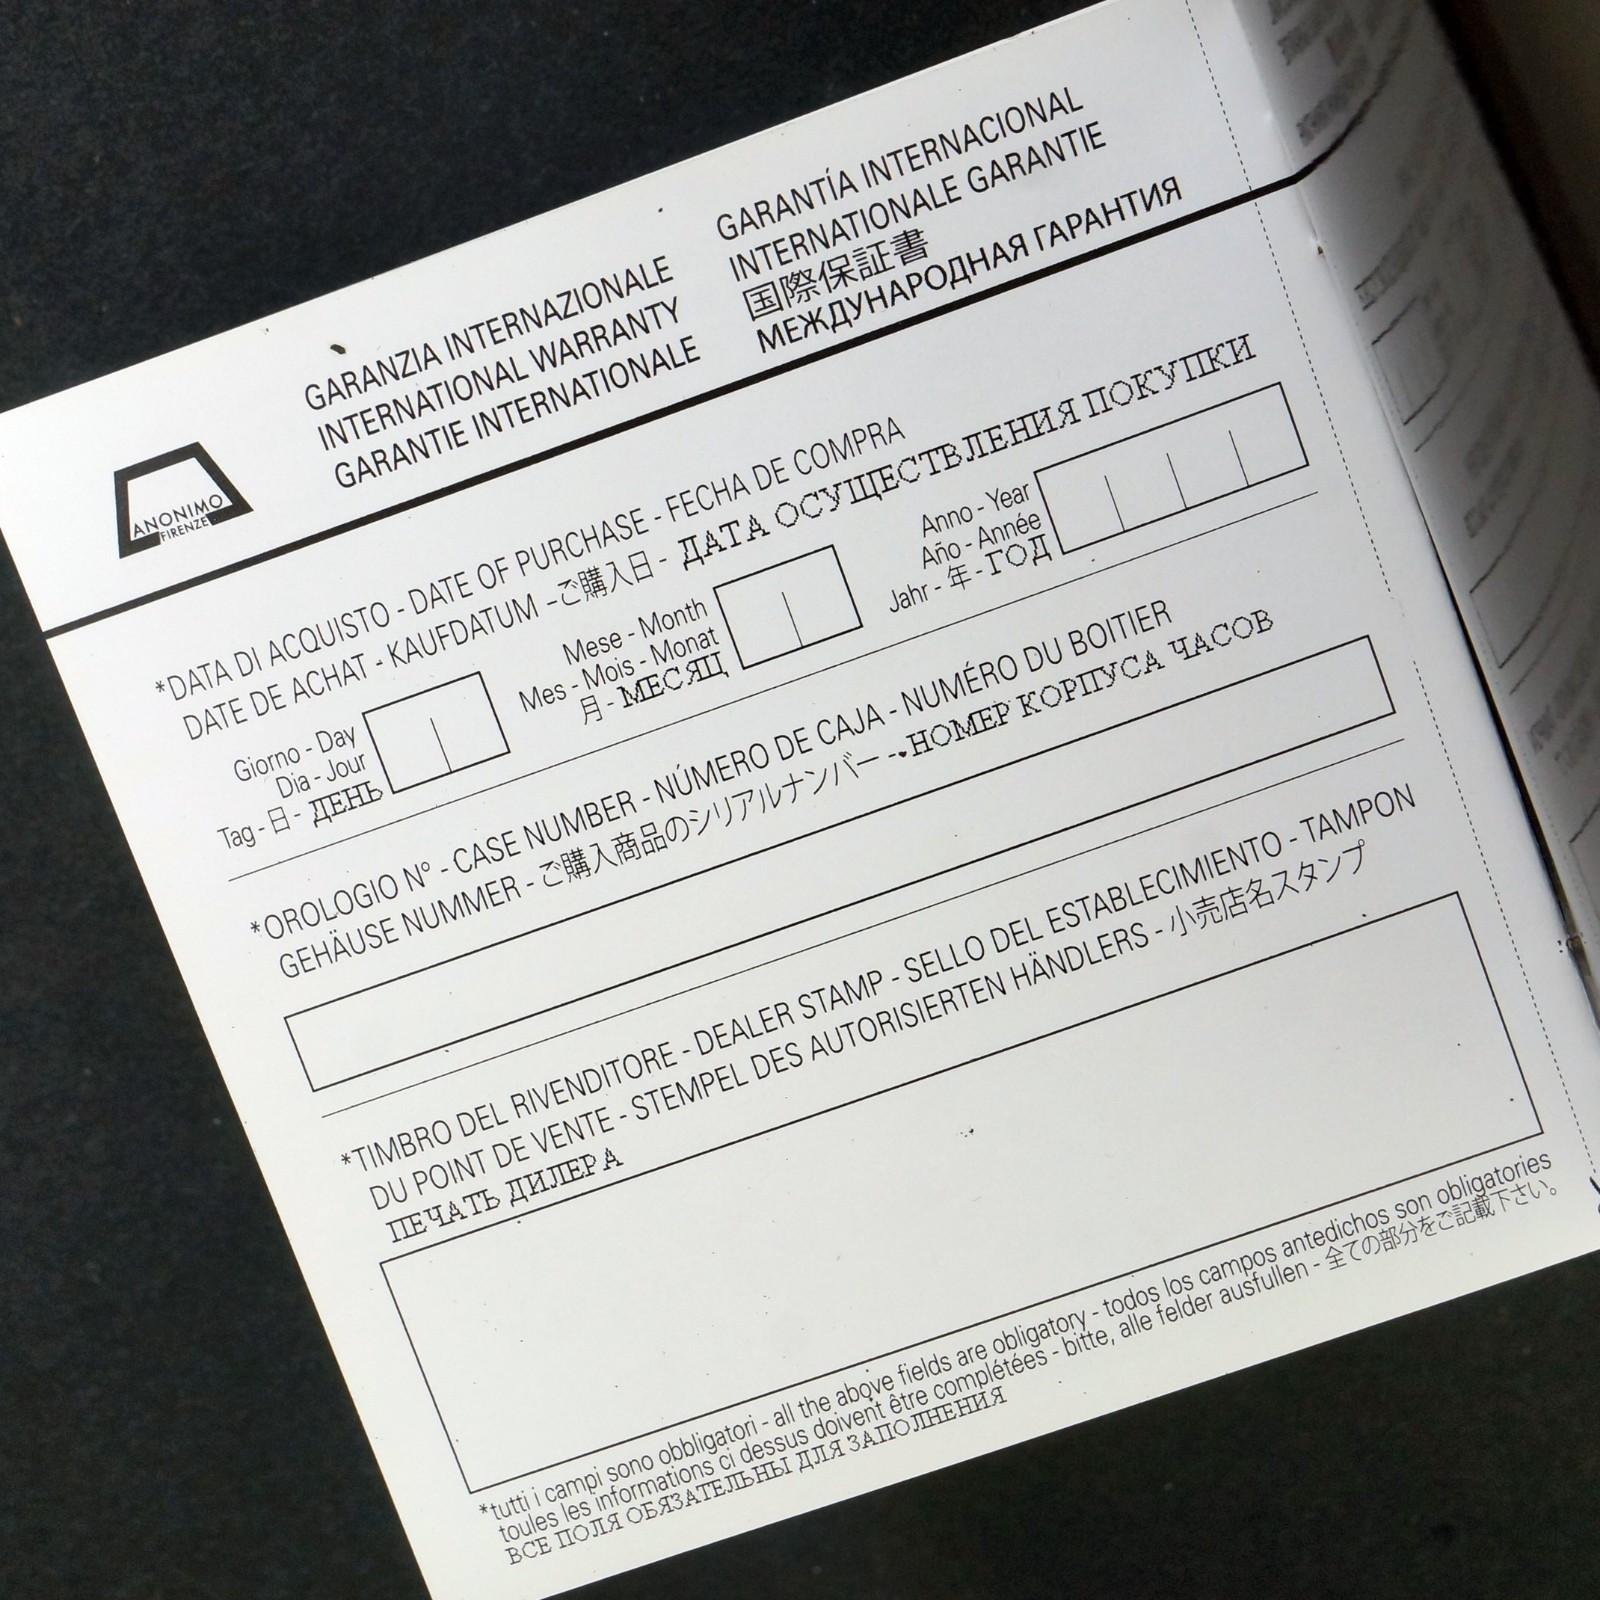 ANONIMO
FIRENZE
GARANZIA INTERNAZIONALE
INTERNATIONAL WARRANTY
GARANTIE INTERNATIONALE
GARANTÍA INTERNACIONAL
INTERNATIONALE GARANTIE
国際保証書
МЕЖДУНАРОДНАЯ ГАРАНТИЯ
*DATA DI ACQUISTO - DATE OF PURCHASE - FECHA DE COMPRA
DATE DE ACHAT - KAUFDATUM -ご購入日 - ДАТА ОСУЩЕСТВЛЕНИЯ ПОКУПКИ
Giorno - Day
Dia - Jour
Tag - 日 - ДЕНЬ
Mese - Month
Mes - Mois - Monat
月 - МЕСЯЦ
Anno - Year
Año - Année
Jahr - 年 - ГОД
*OROLOGIO N° - CASE NUMBER - NÚMERO DE CAJA - NUMÉRO DU BOITIER
GEHÄUSE NUMMER - ご購入商品のシリアルナンバー - НОМЕР КОРПУСА ЧАСОВ
*TIMBRO DEL RIVENDITORE - DEALER STAMP - SELLO DEL ESTABLECIMIENTO - TAMPON
DU POINT DE VENTE - STEMPEL DES AUTORISIERTEN HÄNDLERS - 小売店名スタンプ
ПЕЧАТЬ ДИЛЕРА
*tutti i campi sono obbligatori - all the above fields are obligatory - todos los campos antedichos son obligatories
toules les informations ci dessus doivent être complétées - bitte, alle felder ausfullen - 全ての部分をご記載下さい。
ВСЕ ПОЛЯ ОБЯЗАТЕЛЬНЫ ДЛЯ ЗАПОЛНЕНИЯ